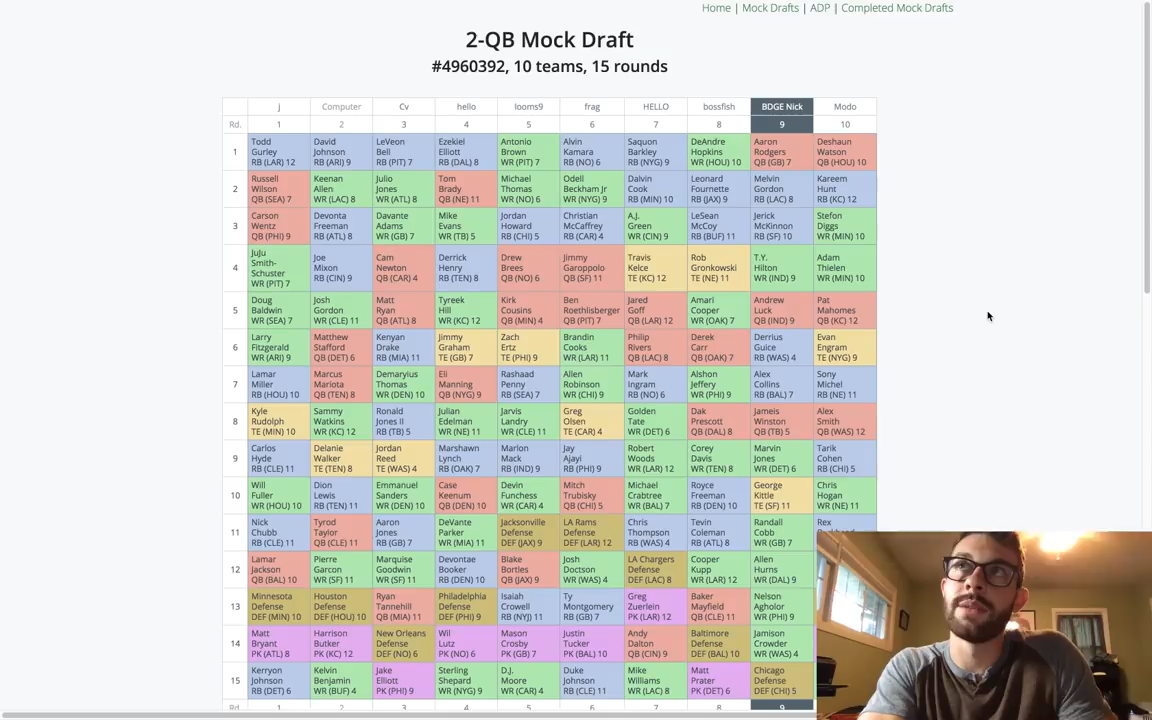 Home | Mock Drafts | ADP | Completed Mock Drafts
2-QB Mock Draft
#4960392, 10 teams, 15 rounds
j Computer Cv hello looms9 frag HELLO bossfish BDGE Nick Modo
Rd. 1 2 3 4 5 6 7 8 9 10
Todd David LeVeon Ezekiel Antonio Alvin Saquon DeAndre Aaron Deshaun
1 Gurley Johnson Bell Elliott Brown Kamara Barkley Hopkins Rodgers Watson
RB (LAR) 12 RB (ARI) 9 RB (PIT) 7 RB (DAL) 8 WR (PIT) 7 RB (NO) 6 RB (NYG) 9 WR (HOU) 10 QB (GB) 7 QB (HOU) 10
Russell Keenan Julio Tom Michael Odell Dalvin Leonard Melvin Kareem
2 Wilson Allen Jones Brady Thomas Beckham Jr Cook Fournette Gordon Hunt
QB (SEA) 7 WR (LAC) 8 WR (ATL) 8 QB (NE) 11 WR (NO) 6 WR (NYG) 9 RB (MIN) 10 RB (JAX) 9 RB (LAC) 8 RB (KC) 12
Carson Devonta Davante Mike Jordan Christian A.J. LeSean Jerick Stefon
3 Wentz Freeman Adams Evans Howard McCaffrey Green McCoy McKinnon Diggs
QB (PHI) 9 RB (ATL) 8 WR (GB) 7 WR (TB) 5 RB (CHI) 5 RB (CAR) 4 WR (CIN) 9 RB (BUF) 11 RB (SF) 10 WR (MIN) 10
JuJu Joe Cam Derrick Drew Jimmy Travis Rob T.Y. Adam
4 Smith- Mixon Newton Henry Brees Garoppolo Kelce Gronkowski Hilton Thielen
Schuster RB (CIN) 9 QB (CAR) 4 RB (TEN) 8 QB (NO) 6 QB (SF) 11 TE (KC) 12 TE (NE) 11 WR (IND) 9 WR (MIN) 10
WR (PIT) 7
Doug Josh Matt Tyreek Kirk Ben Jared Amari Andrew Pat
5 Baldwin Gordon Ryan Hill Cousins Roethlisberger Goff Cooper Luck Mahomes
WR (SEA) 7 WR (CLE) 11 QB (ATL) 8 WR (KC) 12 QB (MIN) 4 QB (PIT) 7 QB (LAR) 12 WR (OAK) 7 QB (IND) 9 QB (KC) 12
Larry Matthew Kenyan Jimmy Zach Brandin Philip Derek Derrius Evan
6 Fitzgerald Stafford Drake Graham Ertz Cooks Rivers Carr Guice Engram
WR (ARI) 9 QB (DET) 6 RB (MIA) 11 TE (GB) 7 TE (PHI) 9 WR (LAR) 11 QB (LAC) 8 QB (OAK) 7 RB (WAS) 4 TE (NYG) 9
Lamar Marcus Demaryius Eli Rashaad Allen Mark Alshon Alex Sony
7 Miller Mariota Thomas Manning Penny Robinson Ingram Jeffery Collins Michel
RB (HOU) 10 QB (TEN) 8 WR (DEN) 10 QB (NYG) 9 RB (SEA) 7 WR (CHI) 9 RB (NO) 6 WR (PHI) 9 RB (BAL) 7 RB (NE) 11
Kyle Sammy Ronald Julian Jarvis Greg Golden Dak Jameis Alex
8 Rudolph Watkins Jones II Edelman Landry Olsen Tate Prescott Winston Smith
TE (MIN) 10 WR (KC) 12 RB (TB) 5 WR (NE) 11 WR (CLE) 11 TE (CAR) 4 WR (DET) 6 QB (DAL) 8 QB (TB) 5 QB (WAS) 12
Carlos Delanie Jordan Marshawn Marlon Jay Robert Corey Marvin Tarik
9 Hyde Walker Reed Lynch Mack Ajayi Woods Davis Jones Cohen
RB (CLE) 11 TE (TEN) 8 TE (WAS) 4 RB (OAK) 7 RB (IND) 9 RB (PHI) 9 WR (LAR) 12 WR (TEN) 8 WR (DET) 6 RB (CHI) 5
Will Dion Emmanuel Case Devin Mitch Michael Royce George Chris
10 Fuller Lewis Sanders Keenum Funchess Trubisky Crabtree Freeman Kittle Hogan
WR (HOU) 10 RB (TEN) 11 WR (DEN) 10 QB (DEN) 10 WR (CAR) 4 QB (CHI) 5 WR (BAL) 7 RB (DEN) 10 TE (SF) 11 WR (NE) 11
Nick Tyrod Aaron DeVante Jacksonville LA Rams Chris Tevin Randall Rex
11 Chubb Taylor Jones Parker Defense Defense Thompson Coleman Cobb
RB (CLE) 11 QB (CLE) 11 RB (GB) 7 WR (MIA) 11 DEF (JAX) 9 DEF (LAR) 12 RB (WAS) 4 RB (ATL) 8 WR (GB) 7
Lamar Pierre Marquise Devontae Blake Josh LA Chargers Cooper Allen
12 Jackson Garcon Goodwin Booker Bortles Doctson Defense Kupp Hurns
QB (BAL) 10 WR (SF) 11 WR (SF) 11 RB (DEN) 10 QB (JAX) 9 WR (WAS) 4 DEF (LAC) 8 WR (LAR) 12 WR (DAL) 9
Minnesota Houston Ryan Philadelphia Isaiah Ty Greg Baker Nelson
13 Defense Defense Tannehill Defense Crowell Montgomery Zuerlein Mayfield Agholor
DEF (MIN) 10 DEF (HOU) 10 QB (MIA) 11 DEF (PHI) 9 RB (NYJ) 11 RB (GB) 7 PK (LAR) 12 QB (CLE) 11 WR (PHI) 9
Matt Harrison New Orleans Wil Mason Justin Andy Baltimore Jamison
14 Bryant Butker Defense Lutz Crosby Tucker Dalton Defense Crowder
PK (ATL) 8 PK (KC) 12 DEF (NO) 6 PK (NO) 6 PK (GB) 7 PK (BAL) 10 QB (CIN) 9 DEF (BAL) 10 WR (WAS) 4
Kerryon Kelvin Jake Sterling D.J. Duke Mike Matt Chicago
15 Johnson Benjamin Elliott Shepard Moore Johnson Williams Prater Defense
RB (DET) 6 WR (BUF) 4 PK (PHI) 9 WR (NYG) 9 WR (CAR) 4 RB (CLE) 11 WR (LAC) 8 PK (DET) 6 DEF (CHI) 5
Rd. 1 2 3 4 5 6 7 8 9